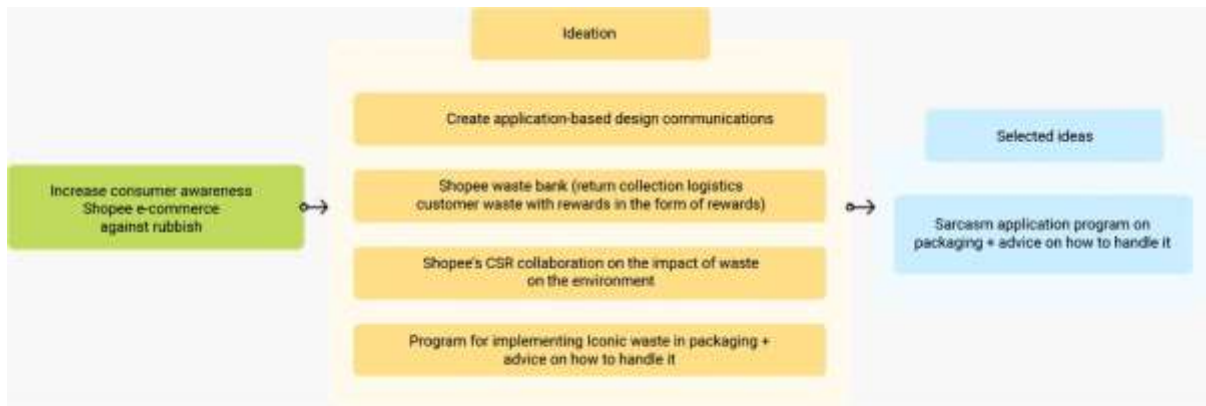 Ideation
Increase consumer awareness
Shopee e-commerce
against rubbish
Create application-based design communications
Shopee waste bank (return collection logistics
customer waste with rewards in the form of rewards)
Shopee's CSR collaboration on the impact of waste
on the environment
Program for implementing Iconic waste in packaging +
advice on how to handle it
Selected ideas
Sarcasm application program on
packaging + advice on how to handle it